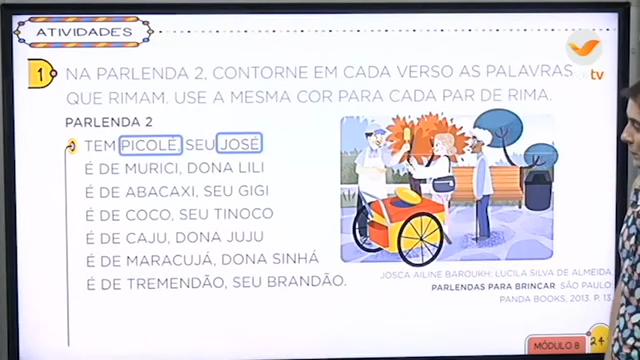 ATIVIDADES
1 NA PARLENDA 2, CONTORNE EM CADA VERSO AS PALAVRAS
QUE RIMAM. USE A MESMA COR PARA CADA PAR DE RIMA.
PARLENDA 2
TEM PICOLÉ, SEU JOSÉ
É DE MURICI, DONA LILI
É DE ABACAXI, SEU GIGI
É DE COCO, SEU TINOCO
É DE CAJU, DONA JUJU
É DE MARACUJÁ, DONA SINHÁ
É DE TREMENDÃO, SEU BRANDÃO.
JOSCA AILINE BAROUKH; LUCILA SILVA DE ALMEIDA
PARLENDAS PARA BRINCAR. SÃO PAULO:
PANDA BOOKS, 2013. P. 13.
MÓDULO 8
24
tv